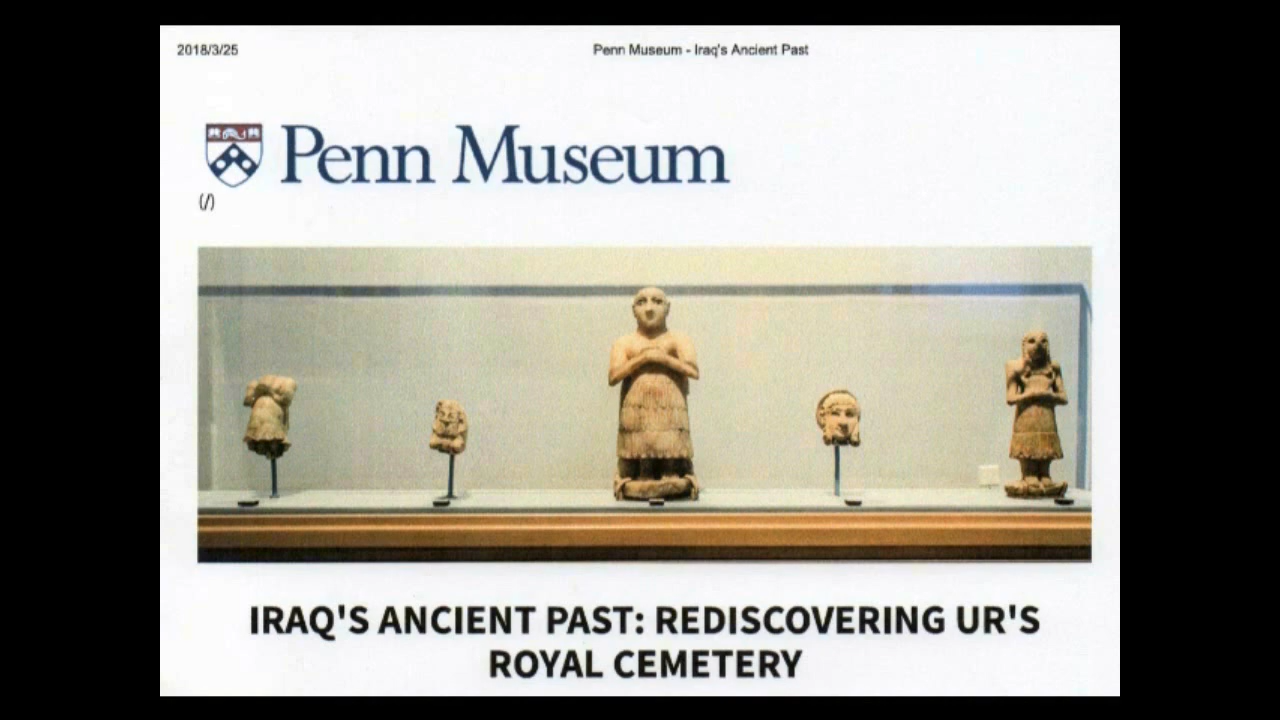 2018/3/25 Penn Museum - Iraq's Ancient Past
Penn Museum
(/)
IRAQ'S ANCIENT PAST: REDISCOVERING UR'S
ROYAL CEMETERY